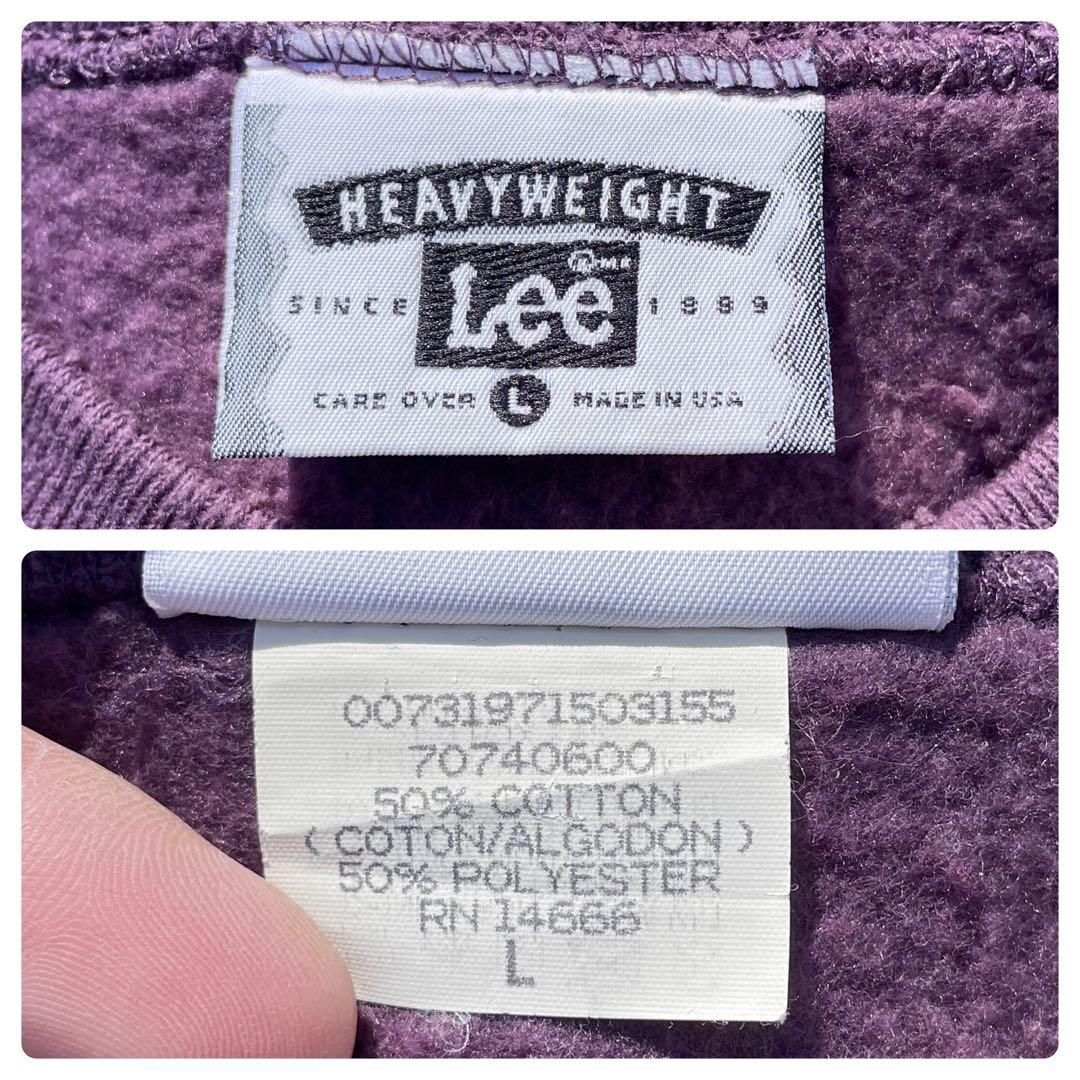 HEAVYWEIGHT
Lee
SINCE 1889
CARE OVER L MADE IN USA
00731971503155
70740600
50% COTTON
(COTON/ALGODON)
50% POLYESTER
RN 14666
L